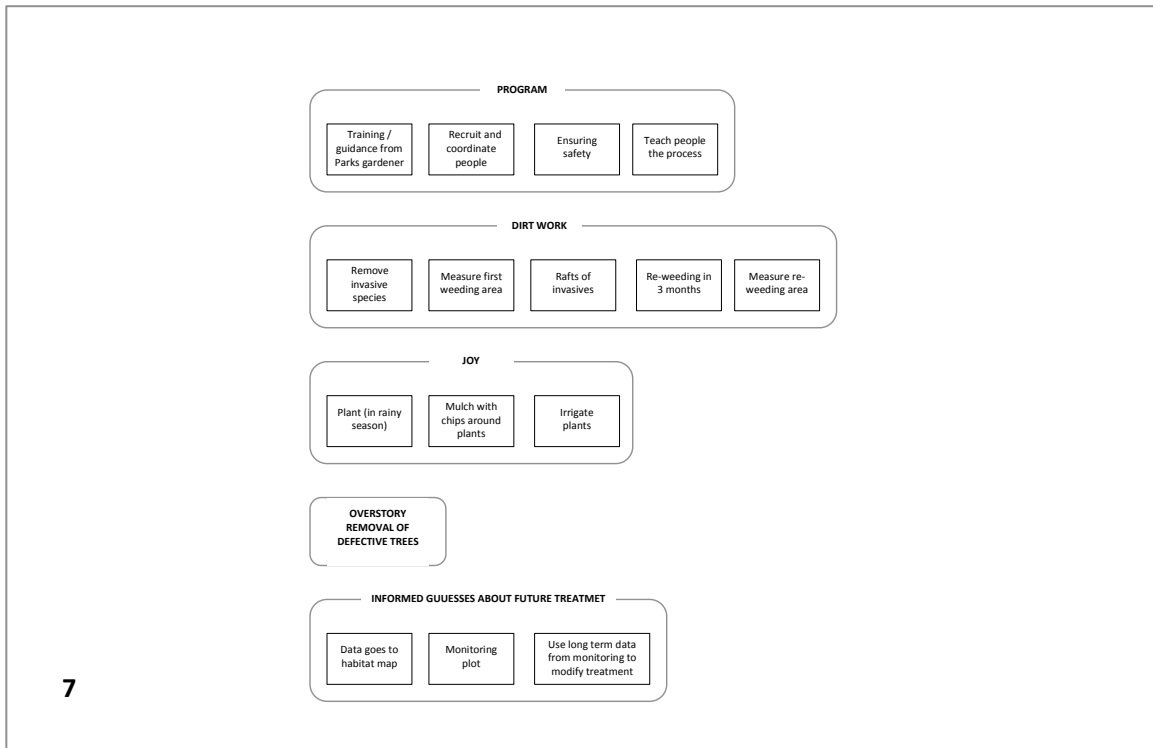 PROGRAM
Training /
guidance from
Parks gardener
Recruit and
coordinate
people
Ensuring
safety
Teach people
the process
DIRT WORK
Remove
invasive
species
Measure first
weeding area
Rafts of
invasives
Re-weeding in
3 months
Measure re-
weeding area
JOY
Plant (in rainy
season)
Mulch with
chips around
plants
Irrigate
plants
OVERSTORY
REMOVAL OF
DEFECTIVE TREES
INFORMED GUUESSES ABOUT FUTURE TREATMET
Data goes to
habitat map
Monitoring
plot
Use long term data
from monitoring to
modify treatment
7